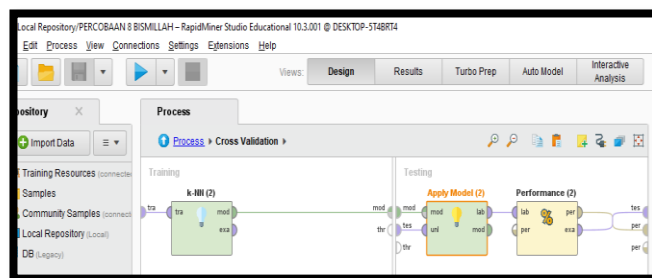 Local Repository/PERCOBAAN 8 BISMILLAH – RapidMiner Studio Educational 10.3.001 @ DESKTOP-5T4BRT4
Edit Process View Connections Settings Extensions Help
Views: Design Results Turbo Prep Auto Model Interactive Analysis
pository Process
Import Data
Process Cross Validation
Training Resources (connecte
Samples
Community Samples (connecti
Local Repository (Local)
DB (Legacy)
Training
k-NN (2)
tra tra mod exa mod thr
Testing
Apply Model (2) Performance (2)
mod mod lab lab per tes
tes unl mod per exa per
thr per